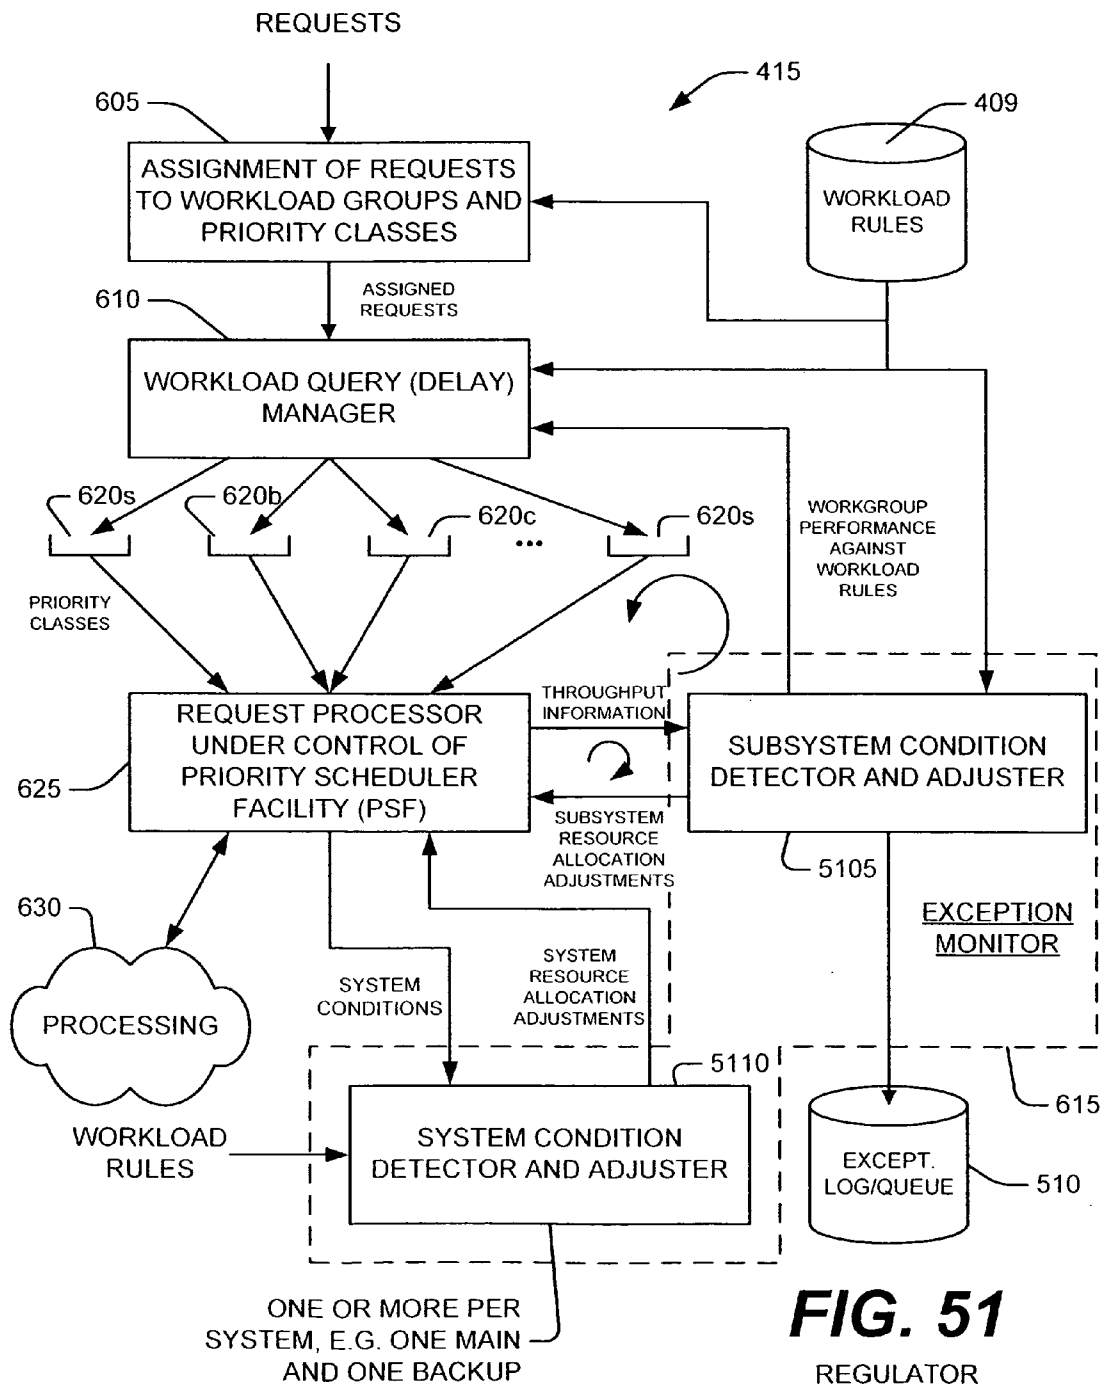 REQUESTS
415
605
409
ASSIGNMENT OF REQUESTS
TO WORKLOAD GROUPS AND
PRIORITY CLASSES
WORKLOAD
RULES
ASSIGNED
REQUESTS
610
WORKLOAD QUERY (DELAY)
MANAGER
620s
620b
620c
...
620s
WORKGROUP
PERFORMANCE
AGAINST
WORKLOAD
RULES
PRIORITY
CLASSES
THROUGHPUT
INFORMATION
REQUEST PROCESSOR
UNDER CONTROL OF
PRIORITY SCHEDULER
FACILITY (PSF)
625
SUBSYSTEM CONDITION
DETECTOR AND ADJUSTER
SUBSYSTEM
RESOURCE
ALLOCATION
ADJUSTMENTS
5105
630
EXCEPTION
MONITOR
PROCESSING
SYSTEM
CONDITIONS
SYSTEM
RESOURCE
ALLOCATION
ADJUSTMENTS
5110
615
WORKLOAD
RULES
SYSTEM CONDITION
DETECTOR AND ADJUSTER
EXCEPT.
LOG/QUEUE
510
ONE OR MORE PER
SYSTEM, E.G. ONE MAIN
AND ONE BACKUP
FIG. 51
REGULATOR